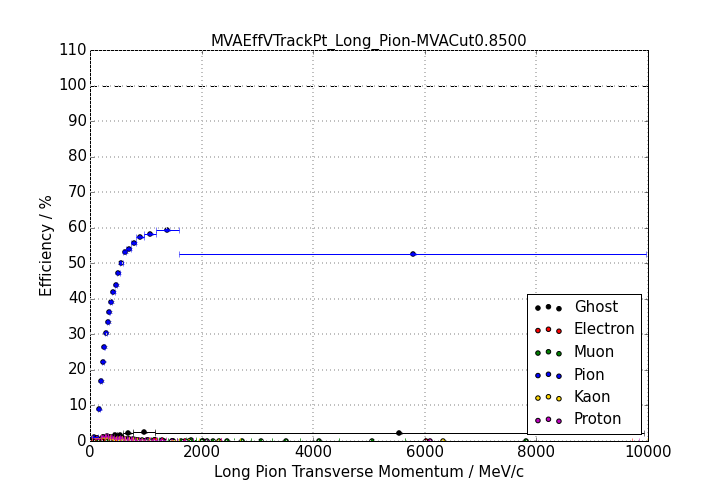 MVAEffVTrackPt_Long_Pion-MVACut0.8500
110
100
90
80
70
60
50
40
30
20
10
0
Efficiency / %
Ghost
Electron
Muon
Pion
Kaon
Proton
0 2000 4000 6000 8000 10000
Long Pion Transverse Momentum / MeV/c